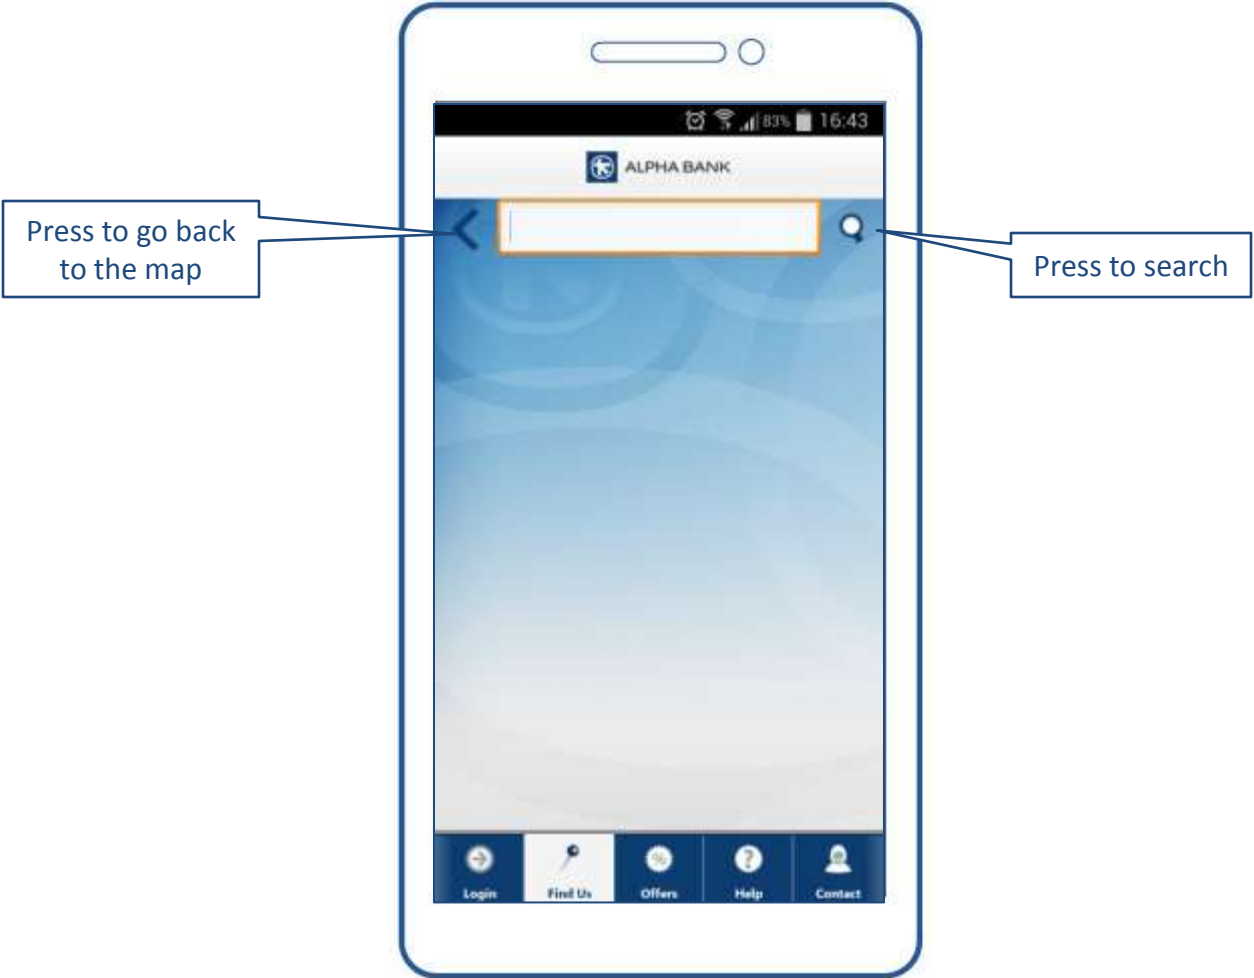 83% 16:43
ALPHA BANK
Press to go back
to the map
Press to search
Login Find Us Offers Help Contact